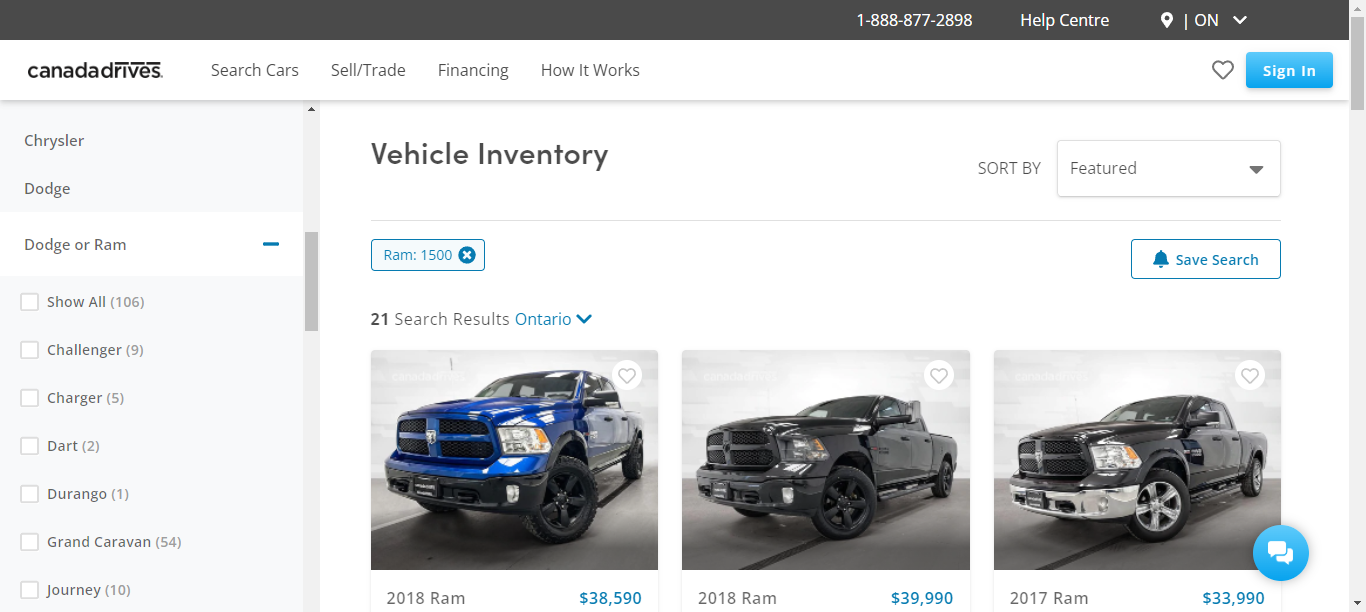 1-888-877-2898 Help Centre | ON
canadadrives. Search Cars Sell/Trade Financing How It Works Sign In
Chrysler
Dodge
Dodge or Ram
Show All (106)
Challenger (9)
Charger (5)
Dart (2)
Durango (1)
Grand Caravan (54)
Journey (10)
Vehicle Inventory
SORT BY Featured
Ram: 1500
Save Search
21 Search Results Ontario
canadadrives
canadadrives
canadadrives
2018 Ram $38,590
2018 Ram $39,990
2017 Ram $33,990